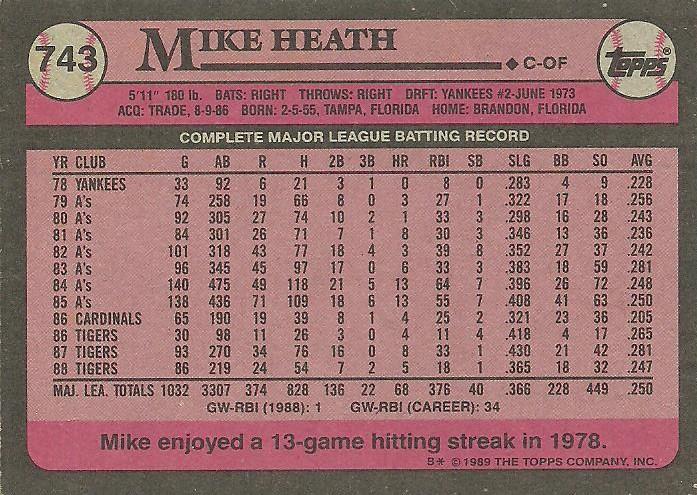 743 MIKE HEATH ◆ C-OF Topps
5'11" 180 lb. BATS: RIGHT THROWS: RIGHT DRFT: YANKEES #2-JUNE 1973
ACQ: TRADE, 8-9-86 BORN: 2-5-55, TAMPA, FLORIDA HOME: BRANDON, FLORIDA
COMPLETE MAJOR LEAGUE BATTING RECORD
YR CLUB G AB R H 2B 3B HR RBI SB SLG BB SO AVG
78 YANKEES 33 92 6 21 3 1 0 8 0 .283 4 9 .228
79 A's 74 258 19 66 8 0 3 27 1 .322 17 18 .256
80 A's 92 305 27 74 10 2 1 33 3 .298 16 28 .243
81 A's 84 301 26 71 7 1 8 30 3 .346 13 36 .236
82 A's 101 318 43 77 18 4 3 39 8 .352 27 37 .242
83 A's 96 345 45 97 17 0 6 33 3 .383 18 59 .281
84 A's 140 475 49 118 21 5 13 64 7 .396 26 72 .248
85 A's 138 436 71 109 18 6 13 55 7 .408 41 63 .250
86 CARDINALS 65 190 19 39 8 1 4 25 2 .321 23 36 .205
86 TIGERS 30 98 11 26 3 0 4 11 4 .418 4 17 .265
87 TIGERS 93 270 34 76 16 0 8 33 1 .430 21 42 .281
88 TIGERS 86 219 24 54 7 2 5 18 1 .365 18 32 .247
MAJ. LEA. TOTALS 1032 3307 374 828 136 22 68 376 40 .366 228 449 .250
GW-RBI (1988): 1 GW-RBI (CAREER): 34
Mike enjoyed a 13-game hitting streak in 1978.
B* © 1989 THE TOPPS COMPANY, INC.